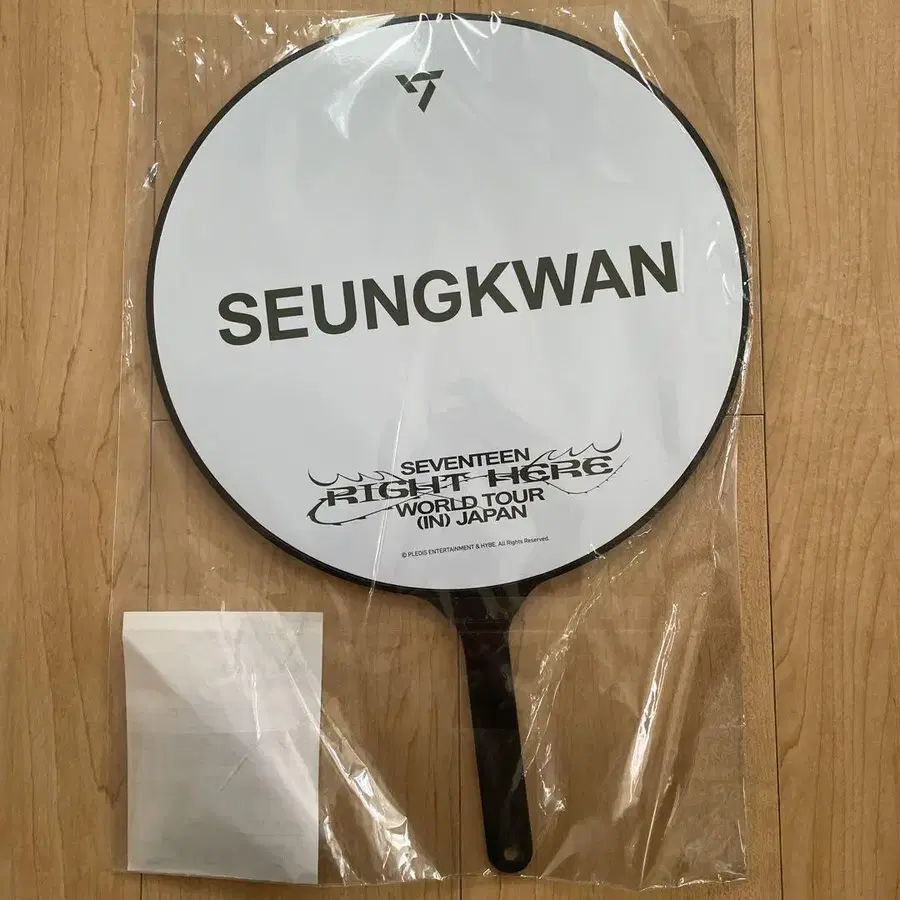 SEUNGKWAN
SEVENTEEN
RIGHT HERE
WORLD TOUR
(IN) JAPAN
© PLEDIS ENTERTAINMENT & HYBE. All Rights Reserved.